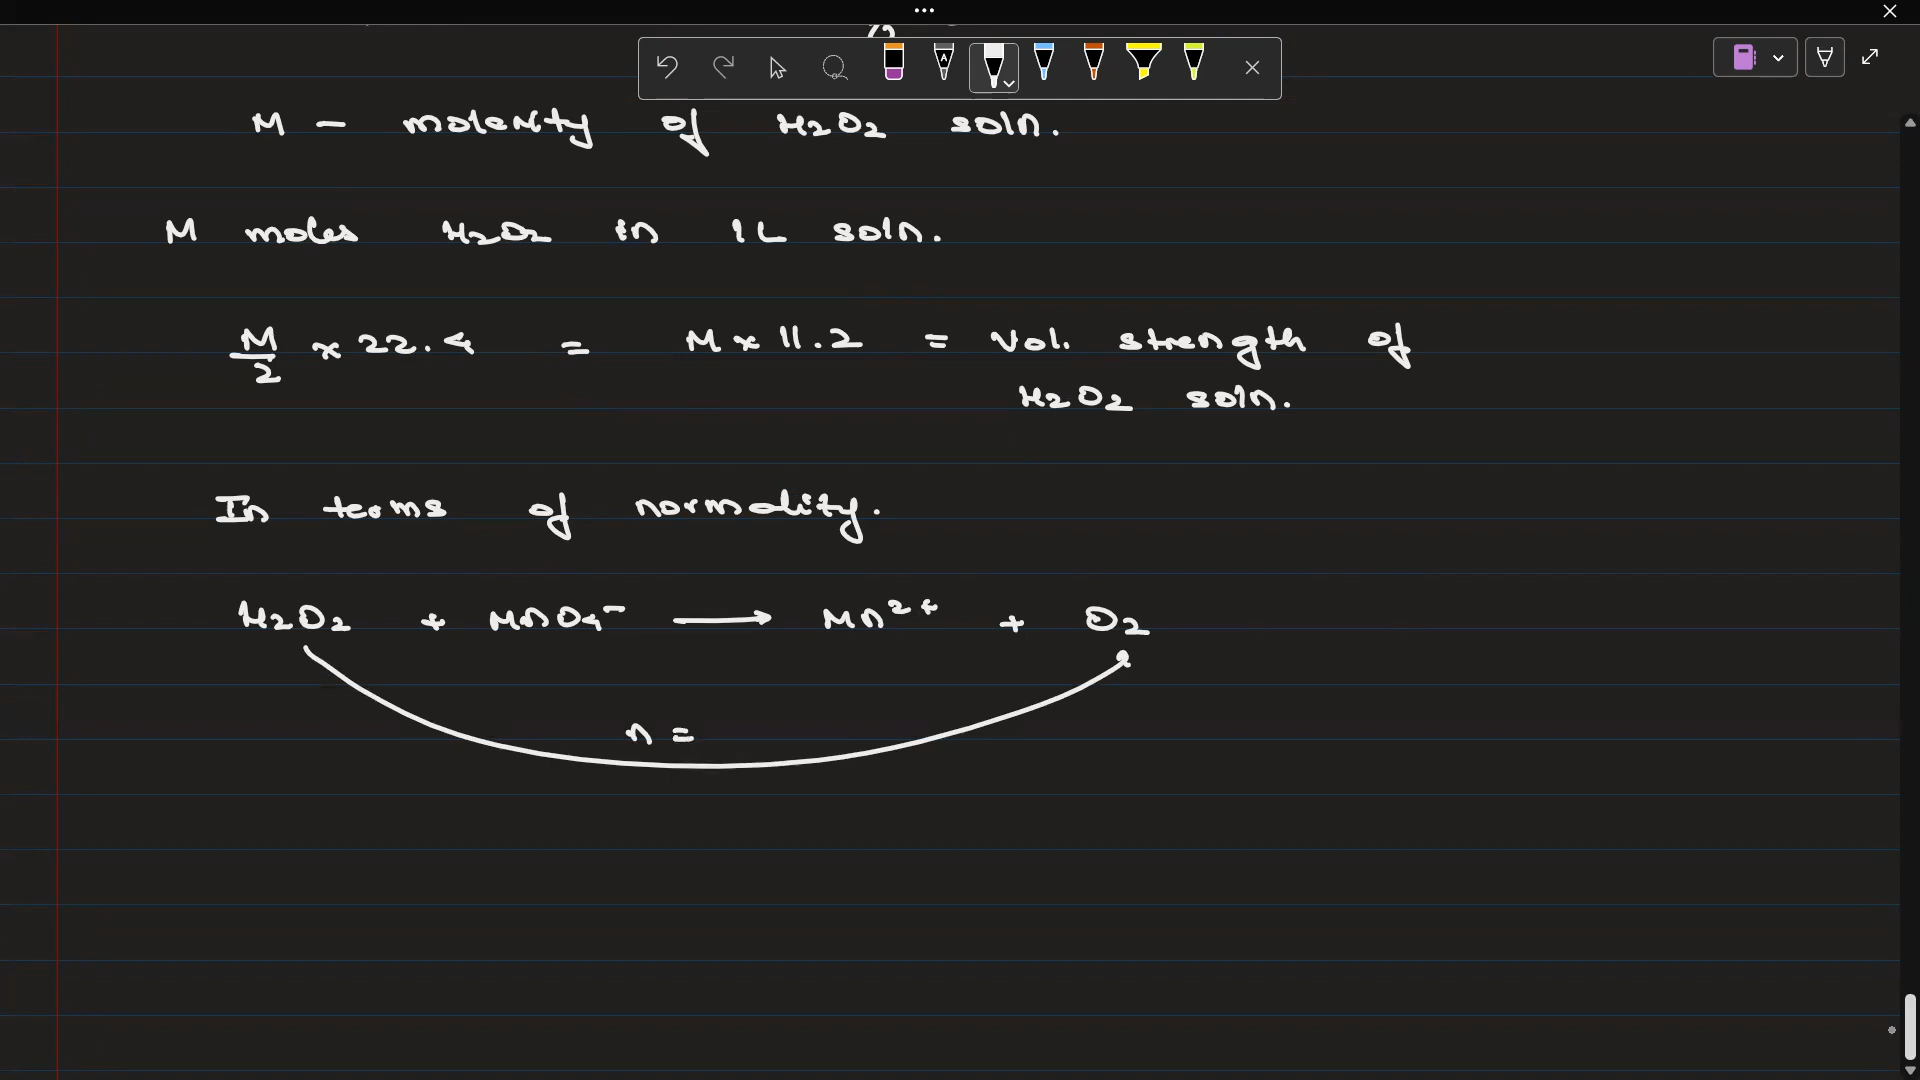 M - molarity of H2O2 soln.
M moles H2O2 in 1L soln.
M/2 × 22.4 = M × 11.2 = Vol. strength of
H2O2 soln.
In terms of normality.
H2O2 + MnO4⁻ ⟶ Mn²⁺ + O2
n =